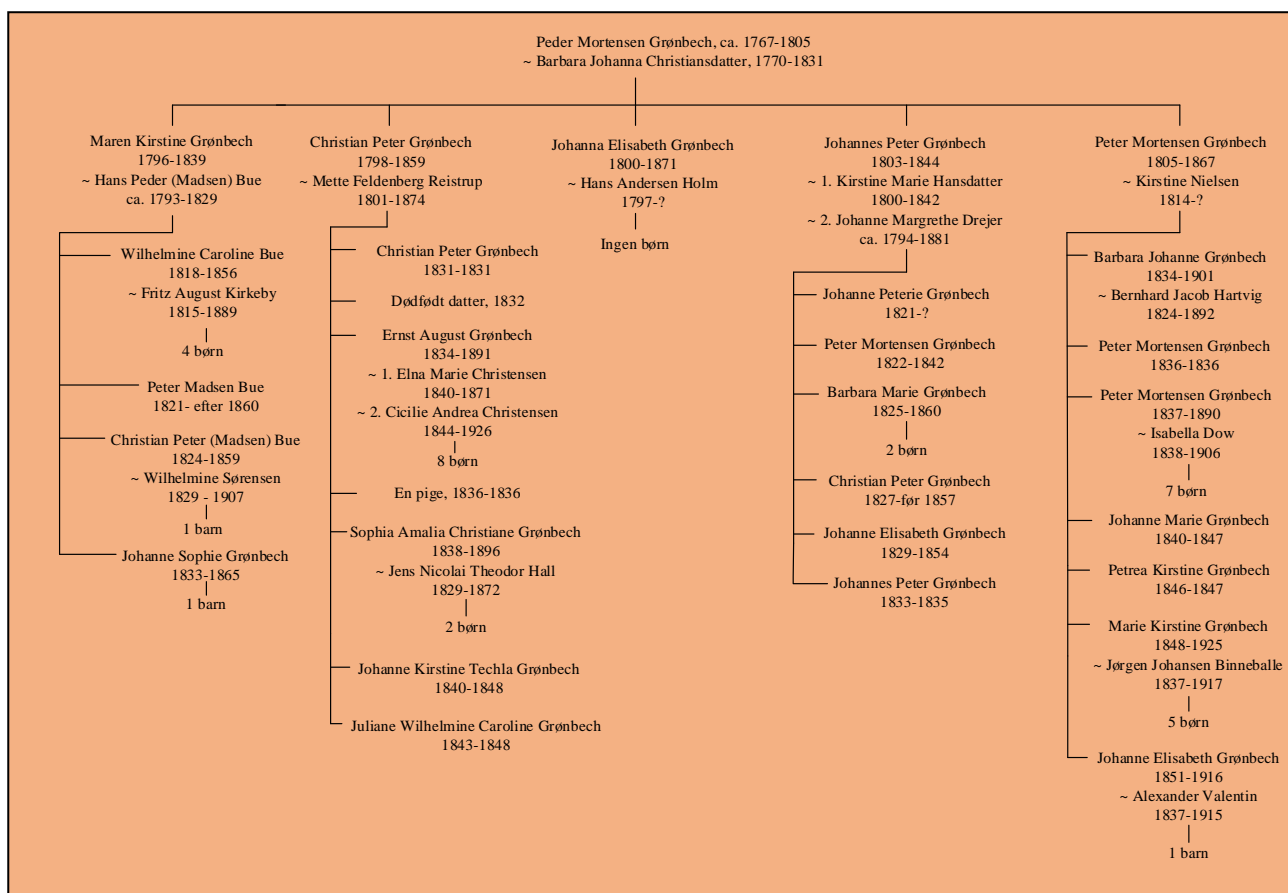 Peder Mortensen Grønbech, ca. 1767-1805
~ Barbara Johanna Christiansdatter, 1770-1831
Maren Kirstine Grønbech
1796-1839
~ Hans Peder (Madsen) Bue
ca. 1793-1829
Wilhelmine Caroline Bue
1818-1856
~ Fritz August Kirkeby
1815-1889
4 børn
Peter Madsen Bue
1821- efter 1860
Christian Peter (Madsen) Bue
1824-1859
~ Wilhelmine Sørensen
1829 - 1907
1 barn
Johanne Sophie Grønbech
1833-1865
1 barn
Christian Peter Grønbech
1798-1859
~ Mette Feldenberg Reistrup
1801-1874
Christian Peter Grønbech
1831-1831
Dødfødt datter, 1832
Ernst August Grønbech
1834-1891
~ 1. Elna Marie Christensen
1840-1871
~ 2. Cicilie Andrea Christensen
1844-1926
8 børn
En pige, 1836-1836
Sophia Amalia Christiane Grønbech
1838-1896
~ Jens Nicolai Theodor Hall
1829-1872
2 børn
Johanne Kirstine Techla Grønbech
1840-1848
Juliane Wilhelmine Caroline Grønbech
1843-1848
Johanna Elisabeth Grønbech
1800-1871
~ Hans Andersen Holm
1797-?
Ingen børn
Johannes Peter Grønbech
1803-1844
~ 1. Kirstine Marie Hansdatter
1800-1842
~ 2. Johanne Margrethe Drejer
ca. 1794-1881
Johanne Peterie Grønbech
1821-?
Peter Mortensen Grønbech
1822-1842
Barbara Marie Grønbech
1825-1860
2 børn
Christian Peter Grønbech
1827-før 1857
Johanne Elisabeth Grønbech
1829-1854
Johannes Peter Grønbech
1833-1835
Peter Mortensen Grønbech
1805-1867
~ Kirstine Nielsen
1814-?
Barbara Johanne Grønbech
1834-1901
~ Bernhard Jacob Hartvig
1824-1892
Peter Mortensen Grønbech
1836-1836
Peter Mortensen Grønbech
1837-1890
~ Isabella Dow
1838-1906
7 børn
Johanne Marie Grønbech
1840-1847
Petrea Kirstine Grønbech
1846-1847
Marie Kirstine Grønbech
1848-1925
~ Jørgen Johansen Binneballe
1837-1917
5 børn
Johanne Elisabeth Grønbech
1851-1916
~ Alexander Valentin
1837-1915
1 barn